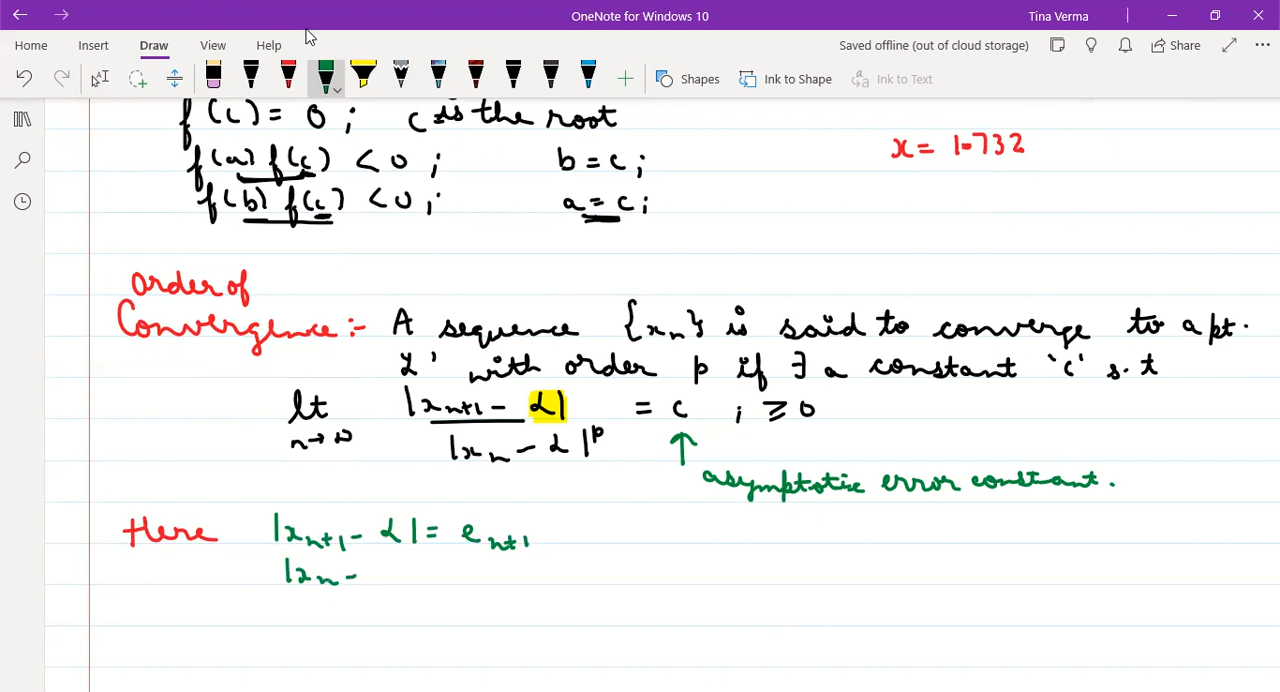 OneNote for Windows 10
Tina Verma
Home Insert Draw View Help
Saved offline (out of cloud storage)
Share
Shapes
Ink to Shape
Ink to Text
f(c) = 0 ; c is the root
f(a) f(c) < 0 ; b = c ;
f(b) f(c) < 0 ; a = c ;
x = 1.732
Order of
Convergence :- A sequence {xn} is said to converge to a pt.
α' with order p if ∃ a constant 'c' s.t
lt |xn+1 - α| = c ; ≥ 0
n→∞ |xn - α|^p
asymptotic error constant.
Here |xn+1 - α| = en+1
|xn -